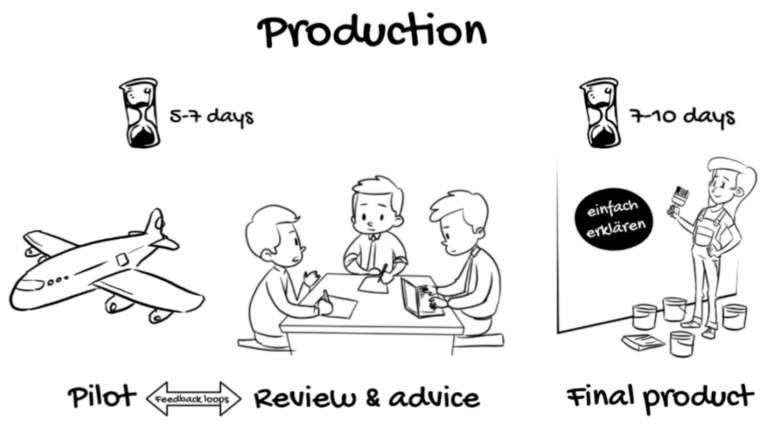 Production
5-7 days
7-10 days
einfach
erklären
Pilot
Feedback loops
Review & advice
Final product